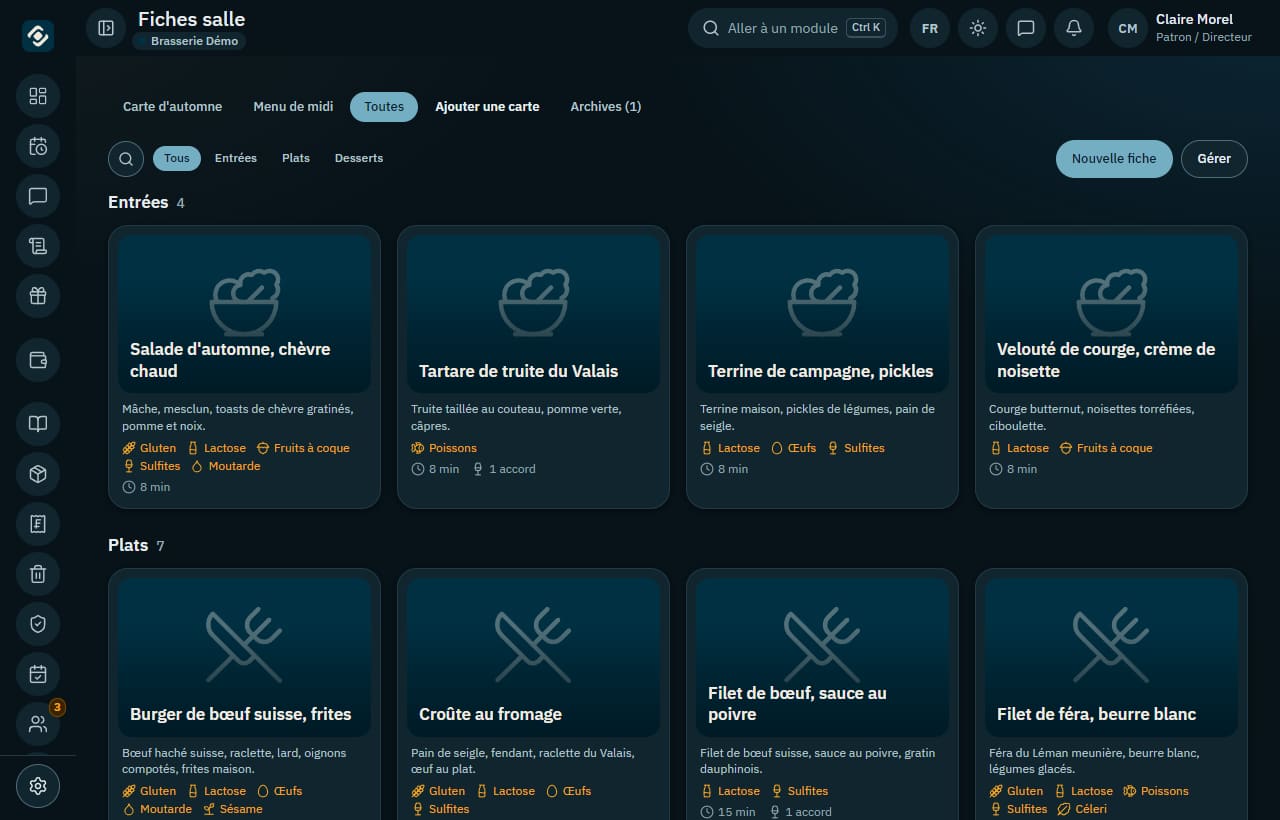 Fiches salle
Brasserie Démo
Aller à un module
Ctrl K
FR
CM
Claire Morel
Patron / Directeur
Carte d'automne
Menu de midi
Toutes
Ajouter une carte
Archives (1)
Tous
Entrées
Plats
Desserts
Nouvelle fiche
Gérer
Entrées 4
Salade d'automne, chèvre
chaud
Mâche, mesclun, toasts de chèvre gratinés,
pomme et noix.
Gluten Lactose Fruits à coque
Sulfites Moutarde
8 min
Tartare de truite du Valais
Truite taillée au couteau, pomme verte,
câpres.
Poissons
8 min 1 accord
Terrine de campagne, pickles
Terrine maison, pickles de légumes, pain de
seigle.
Lactose Œufs Sulfites
8 min
Velouté de courge, crème de
noisette
Courge butternut, noisettes torréfiées,
ciboulette.
Lactose Fruits à coque
8 min
Plats 7
Burger de bœuf suisse, frites
Bœuf haché suisse, raclette, lard, oignons
compotés, frites maison.
Gluten Lactose Œufs
Moutarde Sésame
Croûte au fromage
Pain de seigle, fendant, raclette du Valais,
œuf au plat.
Gluten Lactose Œufs
Sulfites
Filet de bœuf, sauce au
poivre
Filet de bœuf suisse, sauce au poivre, gratin
dauphinois.
Lactose Sulfites
15 min 1 accord
Filet de féra, beurre blanc
Féra du Léman meunière, beurre blanc,
légumes glacés.
Gluten Lactose Poissons
Sulfites Céleri
3